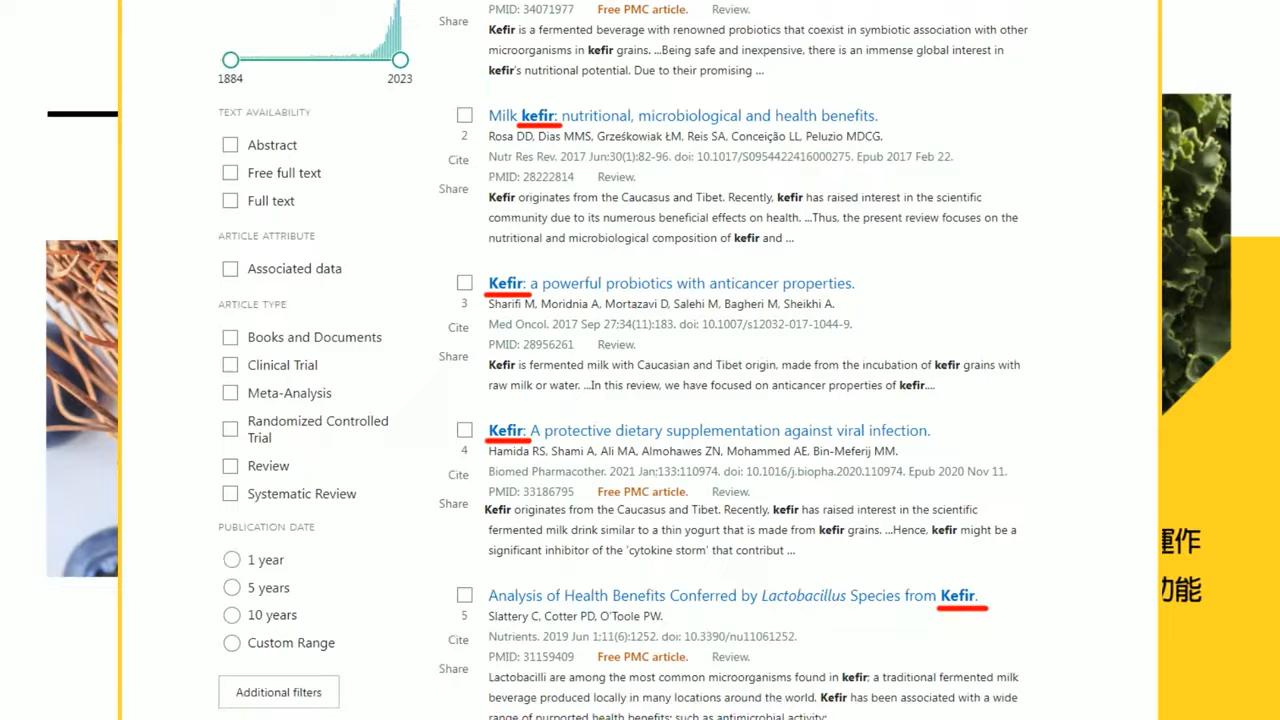 1884
2023
TEXT AVAILABILITY
Abstract
Free full text
Full text
ARTICLE ATTRIBUTE
Associated data
ARTICLE TYPE
Books and Documents
Clinical Trial
Meta-Analysis
Randomized Controlled
Trial
Review
Systematic Review
PUBLICATION DATE
1 year
5 years
10 years
Custom Range
Additional filters
PMID: 34071977 Free PMC article. Review.
Share
Kefir is a fermented beverage with renowned probiotics that coexist in symbiotic association with other
microorganisms in kefir grains. ...Being safe and inexpensive, there is an immense global interest in
kefir's nutritional potential. Due to their promising ...
Milk kefir: nutritional, microbiological and health benefits.
2
Rosa DD, Dias MMS, Grześkowiak ŁM, Reis SA, Conceição LL, Peluzio MDCG.
Cite
Nutr Res Rev. 2017 Jun;30(1):82-96. doi: 10.1017/S0954422416000275. Epub 2017 Feb 22.
PMID: 28222814 Review.
Share
Kefir originates from the Caucasus and Tibet. Recently, kefir has raised interest in the scientific
community due to its numerous beneficial effects on health. ...Thus, the present review focuses on the
nutritional and microbiological composition of kefir and ...
Kefir: a powerful probiotics with anticancer properties.
3
Sharifi M, Moridnia A, Mortazavi D, Salehi M, Bagheri M, Sheikhi A.
Cite
Med Oncol. 2017 Sep 27;34(11):183. doi: 10.1007/s12032-017-1044-9.
PMID: 28956261 Review.
Share
Kefir is fermented milk with Caucasian and Tibet origin, made from the incubation of kefir grains with
raw milk or water. ...In this review, we have focused on anticancer properties of kefir....
Kefir: A protective dietary supplementation against viral infection.
4
Hamida RS, Shami A, Ali MA, Almohawes ZN, Mohammed AE, Bin-Meferij MM.
Cite
Biomed Pharmacother. 2021 Jan;133:110974. doi: 10.1016/j.biopha.2020.110974. Epub 2020 Nov 11.
PMID: 33186795 Free PMC article. Review.
Share
Kefir originates from the Caucasus and Tibet. Recently, kefir has raised interest in the scientific
fermented milk drink similar to a thin yogurt that is made from kefir grains. ...Hence, kefir might be a
significant inhibitor of the 'cytokine storm' that contribut ...
Analysis of Health Benefits Conferred by Lactobacillus Species from Kefir.
5
Slattery C, Cotter PD, O'Toole PW.
Cite
Nutrients. 2019 Jun 1;11(6):1252. doi: 10.3390/nu11061252.
PMID: 31159409 Free PMC article. Review.
Share
Lactobacilli are among the most common microorganisms found in kefir; a traditional fermented milk
beverage produced locally in many locations around the world. Kefir has been associated with a wide
range of purported health benefits; such as antimicrobial activity;
運作
功能